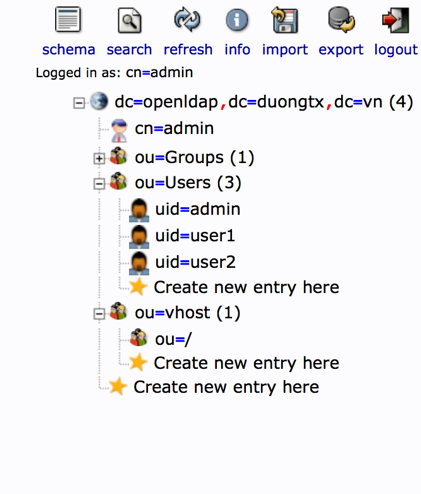 schema search refresh info import export logout
Logged in as: cn=admin
dc=openldap,dc=duongtx,dc=vn (4)
cn=admin
ou=Groups (1)
ou=Users (3)
uid=admin
uid=user1
uid=user2
Create new entry here
ou=vhost (1)
ou=/
Create new entry here
Create new entry here